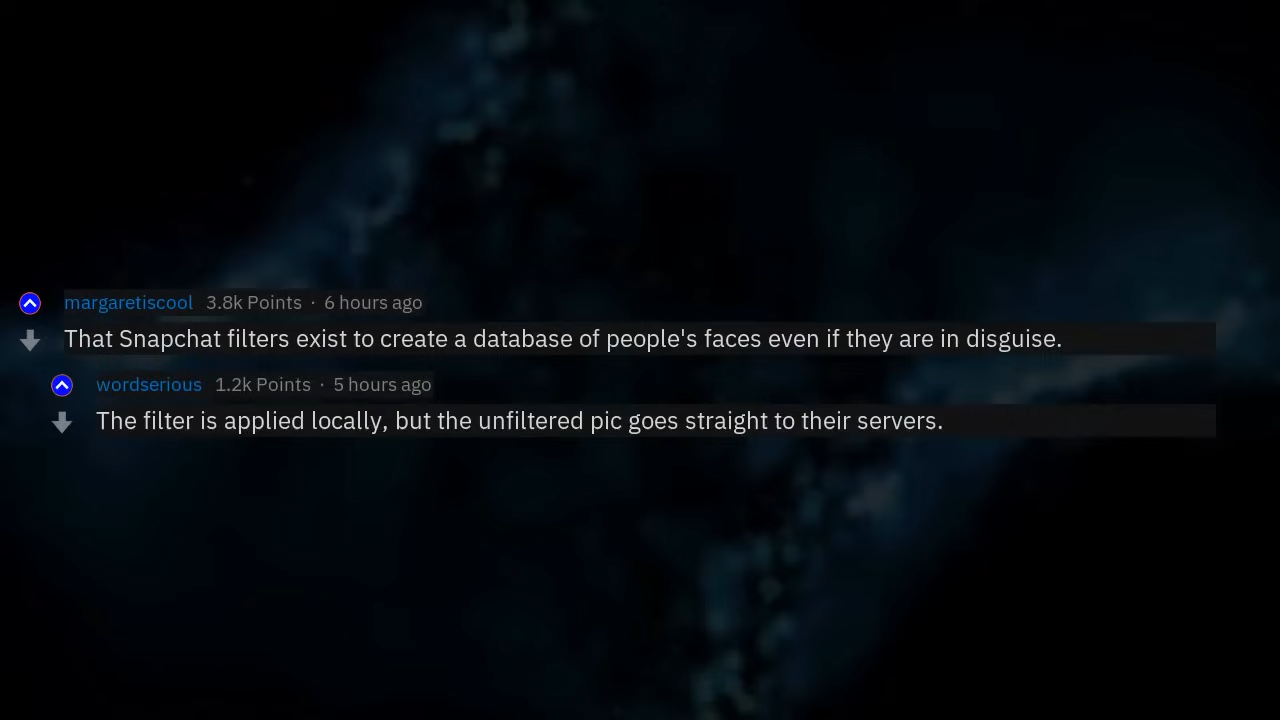 margaretiscool 3.8k Points · 6 hours ago
That Snapchat filters exist to create a database of people's faces even if they are in disguise.
wordserious 1.2k Points · 5 hours ago
The filter is applied locally, but the unfiltered pic goes straight to their servers.